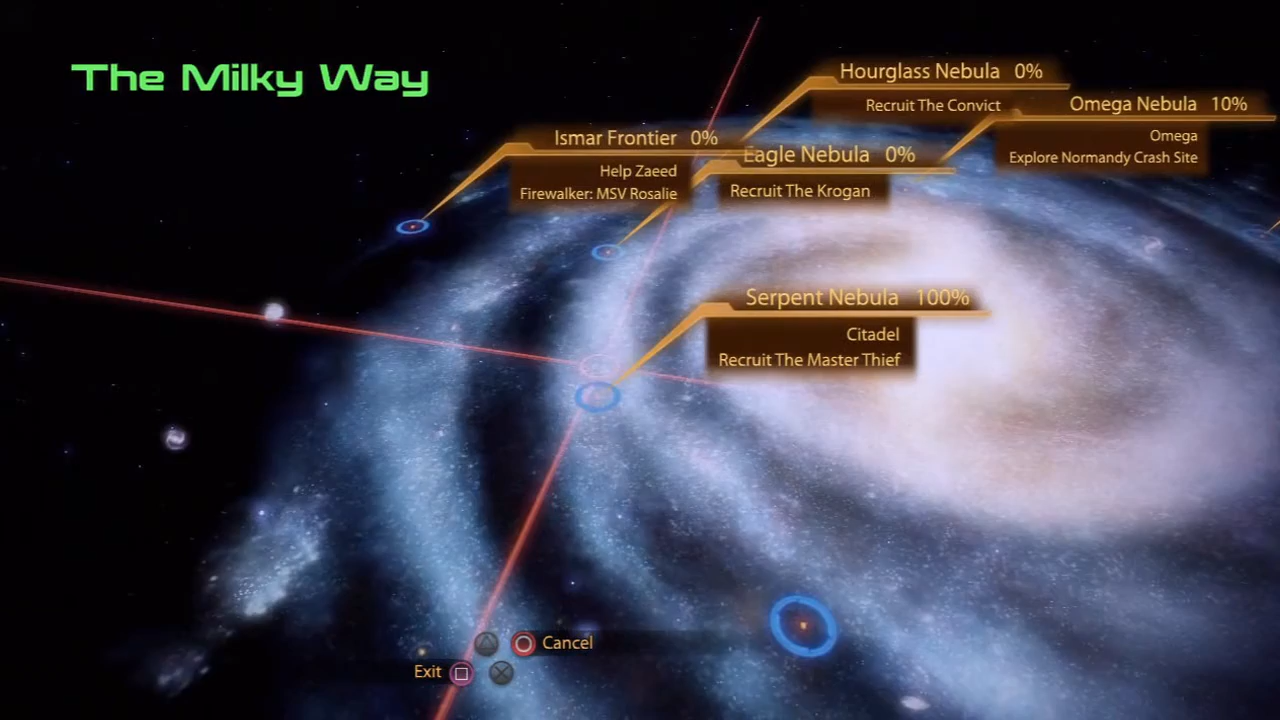 The Milky Way
Hourglass Nebula 0%
Recruit The Convict
Omega Nebula 10%
Omega
Explore Normandy Crash Site
Ismar Frontier 0%
Help Zaeed
Firewalker: MSV Rosalie
Eagle Nebula 0%
Recruit The Krogan
Serpent Nebula 100%
Citadel
Recruit The Master Thief
Cancel
Exit